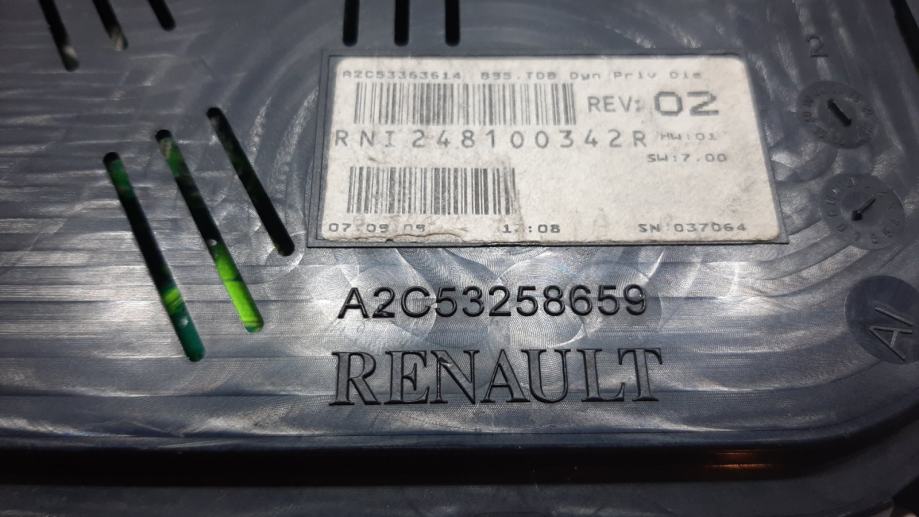 A2C53363614 B95.TDB Dyn Priv Die
REV: 02
RNI 248100342R HW:01
SW:7.00
07.09.09 17:08 SN:037064
A2C53258659
RENAULT
2